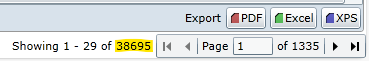 Export PDF Excel XPS
Showing 1 - 29 of 38695 Page 1 of 1335